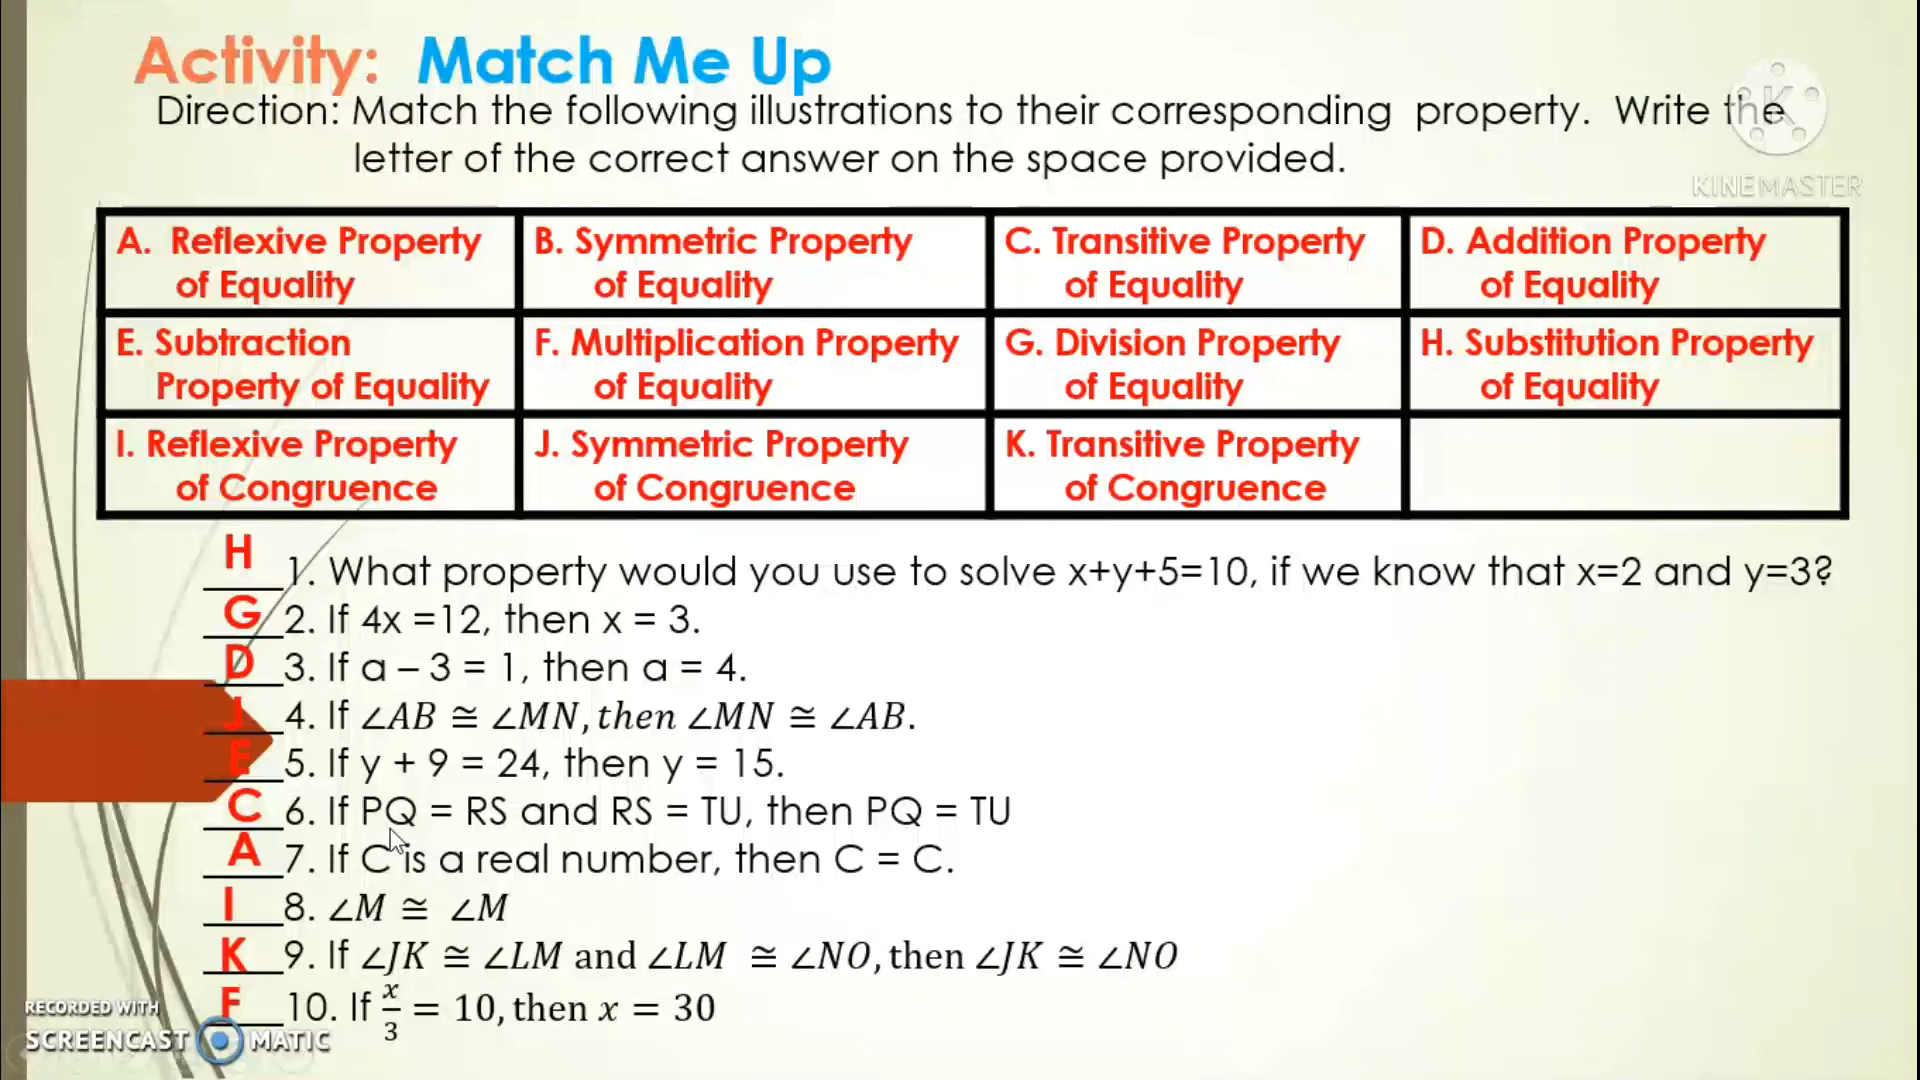 Activity: Match Me Up
Direction: Match the following illustrations to their corresponding property. Write the
letter of the correct answer on the space provided.
KINEMASTER
A. Reflexive Property
of Equality
B. Symmetric Property
of Equality
C. Transitive Property
of Equality
D. Addition Property
of Equality
E. Subtraction
Property of Equality
F. Multiplication Property
of Equality
G. Division Property
of Equality
H. Substitution Property
of Equality
I. Reflexive Property
of Congruence
J. Symmetric Property
of Congruence
K. Transitive Property
of Congruence
H 1. What property would you use to solve x+y+5=10, if we know that x=2 and y=3?
G 2. If 4x =12, then x = 3.
D 3. If a – 3 = 1, then a = 4.
J 4. If ∠AB ≅ ∠MN, then ∠MN ≅ ∠AB.
E 5. If y + 9 = 24, then y = 15.
C 6. If PQ = RS and RS = TU, then PQ = TU
A 7. If C is a real number, then C = C.
I 8. ∠M ≅ ∠M
K 9. If ∠JK ≅ ∠LM and ∠LM ≅ ∠NO, then ∠JK ≅ ∠NO
F 10. If x/3 = 10, then x = 30
RECORDED WITH
SCREENCAST MATIC